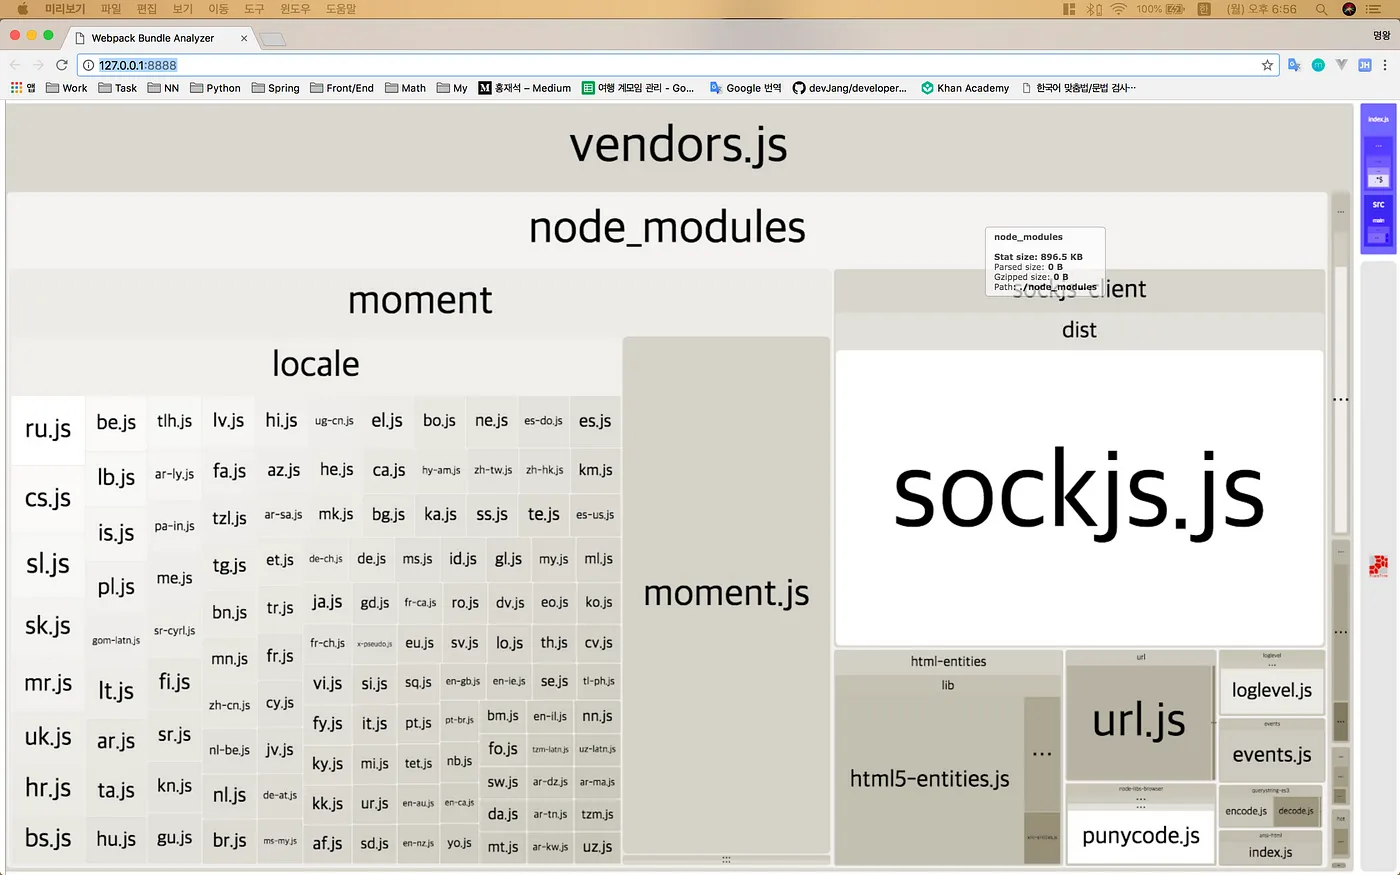 미리보기 파일 편집 보기 이동 도구 윈도우 도움말
100% 한 (월) 오후 6:56
Webpack Bundle Analyzer
명왕
127.0.0.1:8888
앱 Work Task NN Python Spring Front/End Math My M 홍재석 – Medium 여행 계모임 관리 - Go... Google 번역 devJang/developer... Khan Academy 한국어 맞춤법/문법 검사...
vendors.js
node_modules
node_modules
Stat size: 896.5 KB
Parsed size: 0 B
Gzipped size: 0 B
Path: ./node_modules
moment
locale
ru.js
cs.js
sl.js
sk.js
mr.js
uk.js
hr.js
bs.js
be.js
lb.js
is.js
pl.js
gom-latn.js
lt.js
ar.js
ta.js
hu.js
tlh.js
ar-ly.js
pa-in.js
me.js
sr-cyrl.js
fi.js
sr.js
kn.js
gu.js
lv.js
fa.js
tzl.js
tg.js
bn.js
mn.js
zh-cn.js
nl-be.js
nl.js
br.js
hi.js ug-cn.js el.js bo.js ne.js es-do.js es.js
az.js he.js ca.js hy-am.js zh-tw.js zh-hk.js km.js
ar-sa.js mk.js bg.js ka.js ss.js te.js es-us.js
et.js
tr.js
fr.js
cy.js
jv.js
de-at.js
ms-my.js
de-ch.js de.js ms.js id.js gl.js my.js ml.js
ja.js gd.js fr-ca.js ro.js dv.js eo.js ko.js
fr-ch.js x-pseudo.js eu.js sv.js lo.js th.js cv.js
vi.js si.js sq.js en-gb.js en-ie.js se.js tl-ph.js
fy.js it.js pt.js pt-br.js
ky.js mi.js tet.js nb.js
kk.js ur.js en-au.js en-ca.js
af.js sd.js en-nz.js yo.js
bm.js en-il.js nn.js
fo.js tzm-latn.js uz-latn.js
sw.js ar-dz.js ar-ma.js
da.js ar-tn.js tzm.js
mt.js ar-kw.js uz.js
moment.js
sockjs-client
dist
sockjs.js
html-entities
lib
html5-entities.js
...
url
url.js
node-libs-browser
punycode.js
loglevel
loglevel.js
events
events.js
querystring-es3
encode.js decode.js
ansi-html
index.js
hot
index.js
src
main